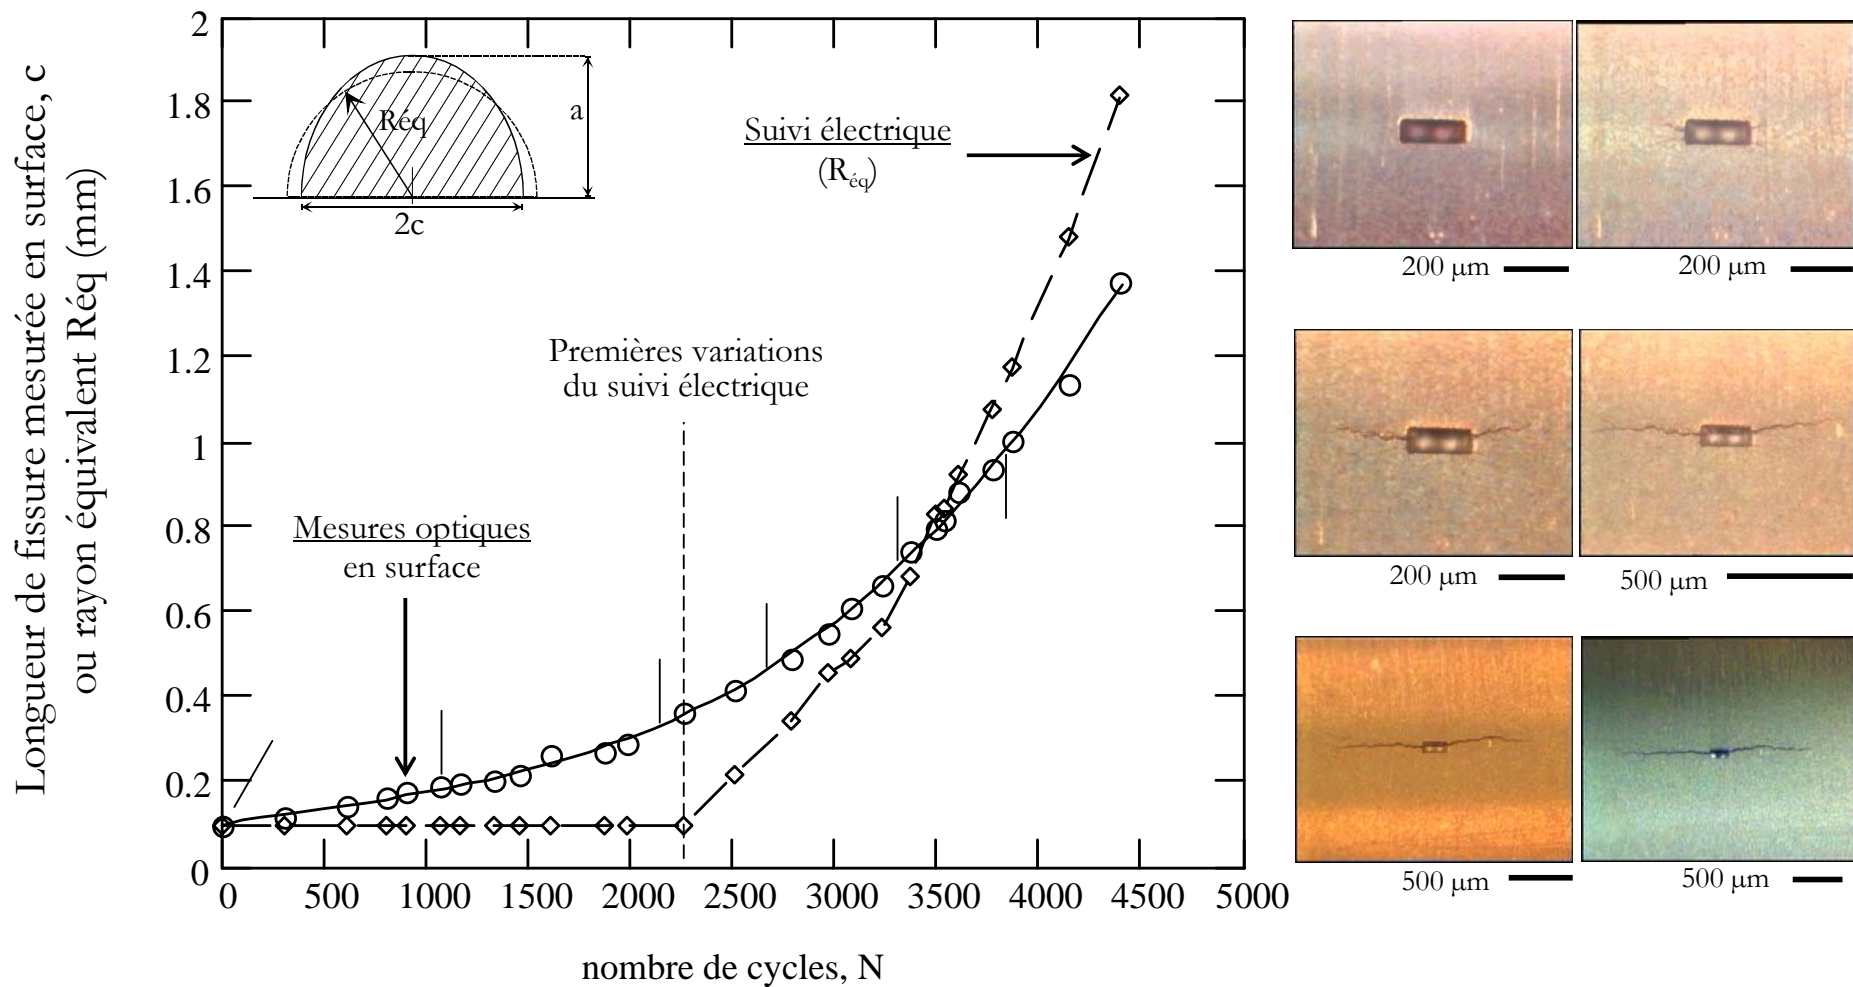 Longueur de fissure mesurée en surface, c
ou rayon équivalent Réq (mm)
2
1.8
1.6
1.4
1.2
1
0.8
0.6
0.4
0.2
0
0 500 1000 1500 2000 2500 3000 3500 4000 4500 5000
nombre de cycles, N
Réq
a
2c
Suivi électrique
(Réq)
Premières variations
du suivi électrique
Mesures optiques
en surface
200 µm
200 µm
200 µm
500 µm
500 µm
500 µm